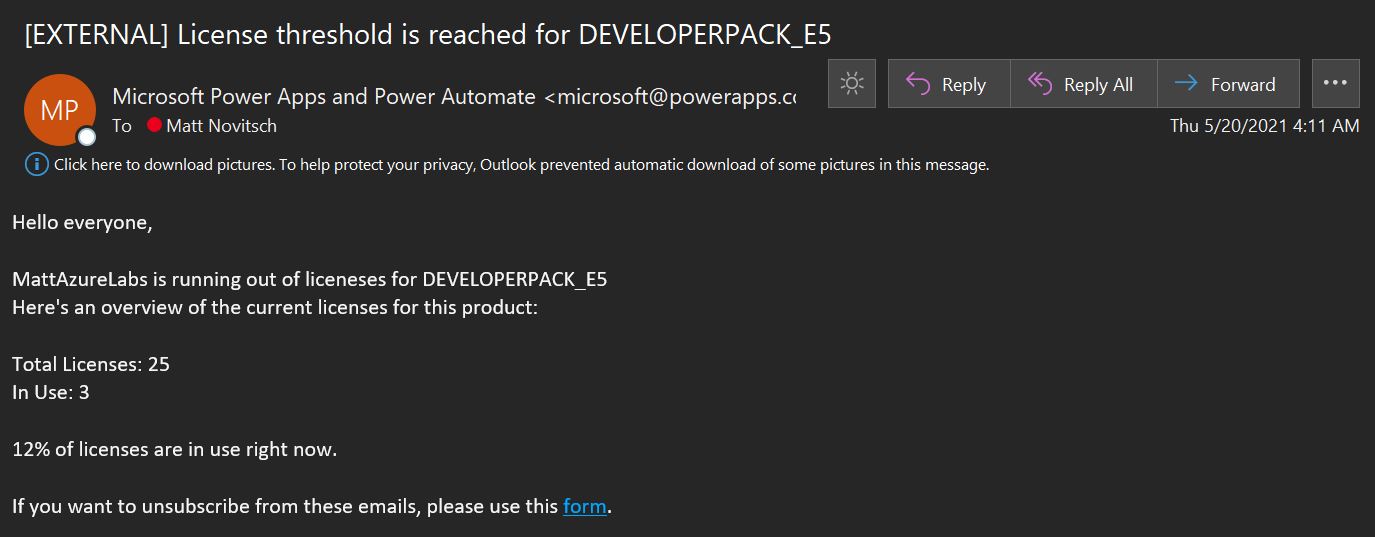 [EXTERNAL] License threshold is reached for DEVELOPERPACK_E5
MP
Microsoft Power Apps and Power Automate <microsoft@powerapps.cc
Reply
Reply All
Forward
To Matt Novitsch
Thu 5/20/2021 4:11 AM
Click here to download pictures. To help protect your privacy, Outlook prevented automatic download of some pictures in this message.
Hello everyone,
MattAzureLabs is running out of liceneses for DEVELOPERPACK_E5
Here's an overview of the current licenses for this product:
Total Licenses: 25
In Use: 3
12% of licenses are in use right now.
If you want to unsubscribe from these emails, please use this form.